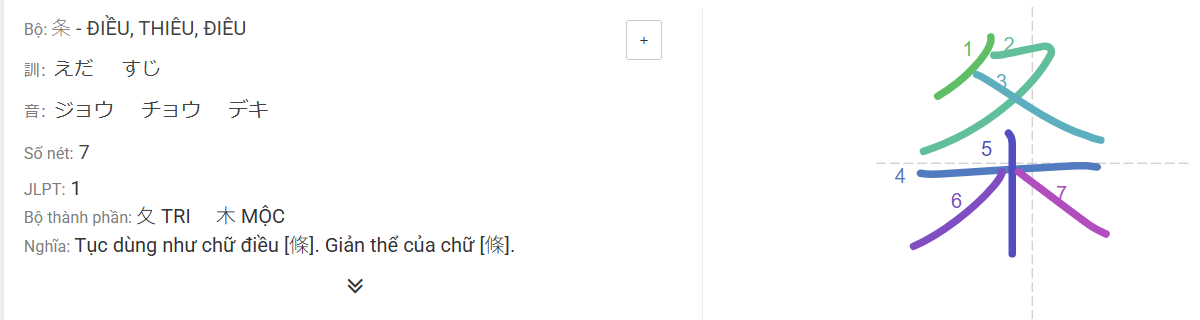 Bộ: 条 - ĐIỀU, THIÊU, ĐIÊU
+
訓: えだ すじ
音: ジョウ チョウ デキ
Số nét: 7
JLPT: 1
Bộ thành phần: 夂 TRI 木 MỘC
Nghĩa: Tục dùng như chữ điều [條]. Giản thể của chữ [條].
条
1
2
3
4
5
6
7